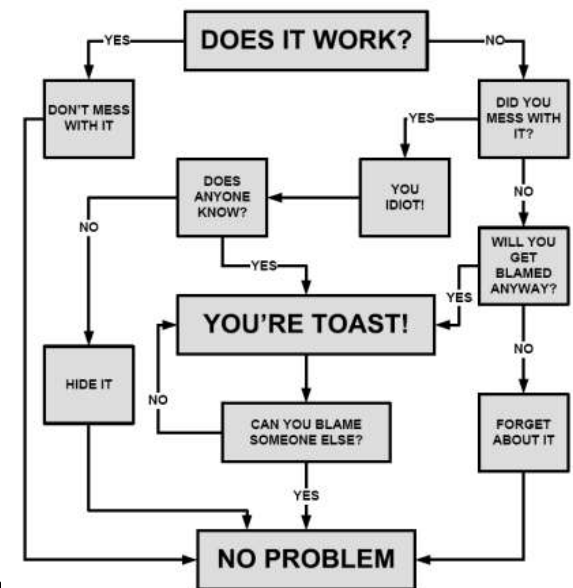 DOES IT WORK?
YES
NO
DON'T MESS
WITH IT
DID YOU
MESS WITH
IT?
YES
DOES
ANYONE
KNOW?
YOU
IDIOT!
NO
NO
WILL YOU
GET
BLAMED
ANYWAY?
YES
YES
YOU'RE TOAST!
NO
HIDE IT
NO
CAN YOU BLAME
SOMEONE ELSE?
FORGET
ABOUT IT
YES
NO PROBLEM